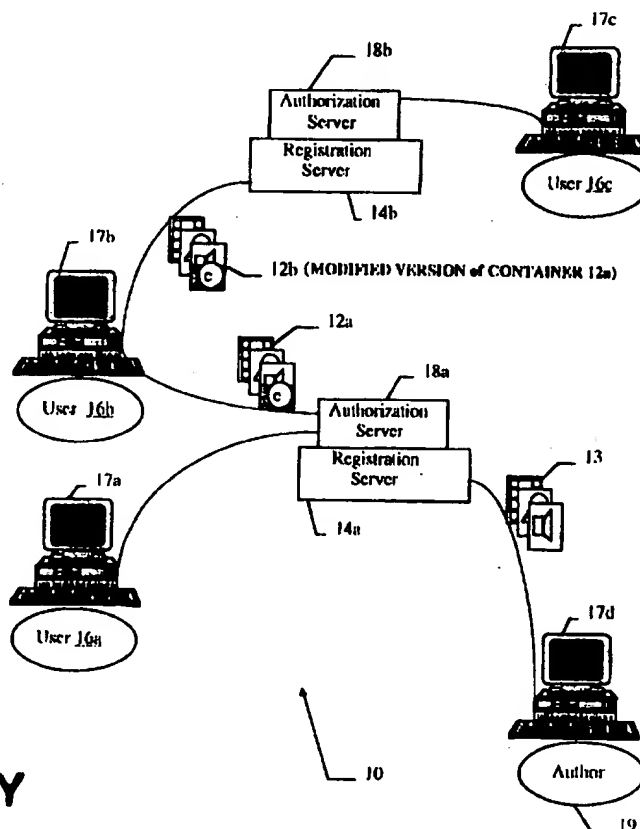 17c
18b
Authorization
Server
Registration
Server
User 16c
14b
17b
12b (MODIFIED VERSION of CONTAINER 12a)
12a
18a
User 16b
Authorization
Server
13
17a
Registration
Server
14a
17d
User 16a
10
Author
Y
19